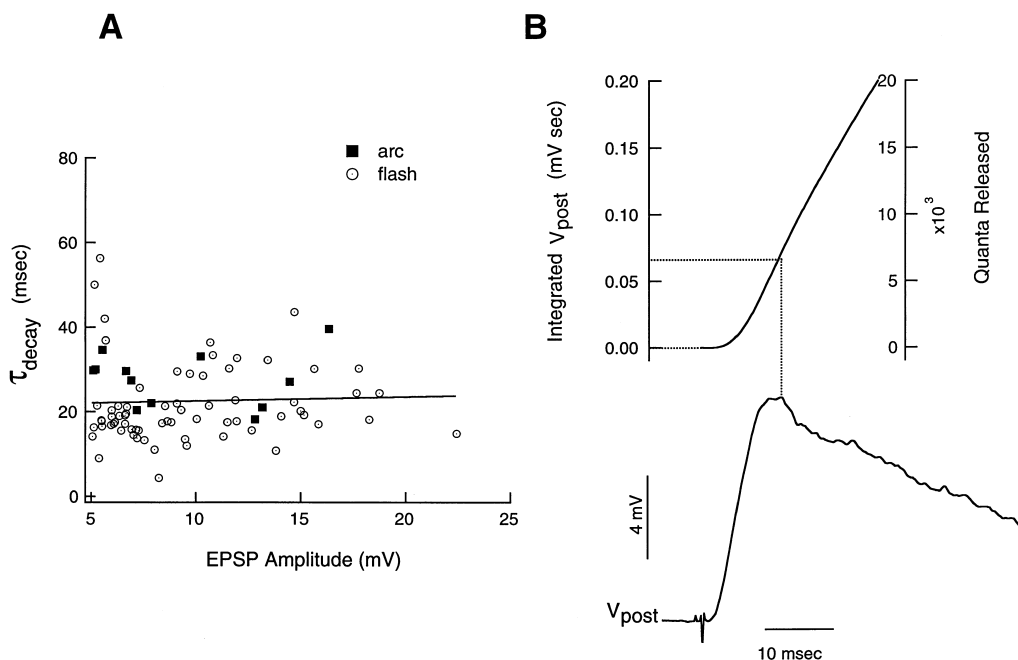 A
B
arc
flash
80
60
40
20
0
τdecay (msec)
5
10
15
20
25
EPSP Amplitude (mV)
0.20
0.15
0.10
0.05
0.00
Integrated Vpost (mV sec)
20
15
10
5
0
x10³
Quanta Released
4 mV
Vpost
10 msec